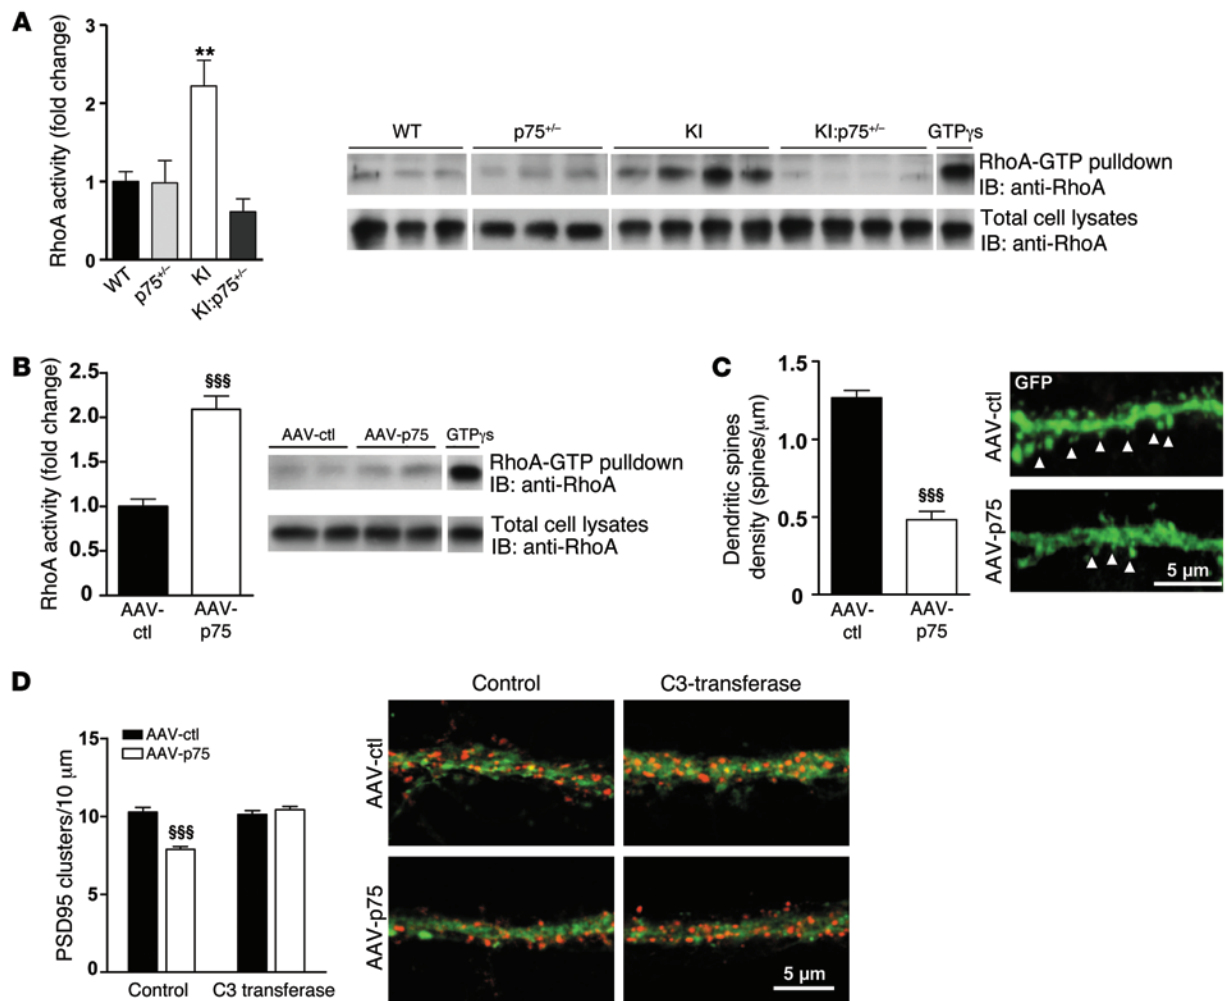 A
RhoA activity (fold change)
3
2
1
0
**
WT
p75+/–
KI
KI:p75+/–
WT
p75+/–
KI
KI:p75+/–
GTPγs
RhoA-GTP pulldown
IB: anti-RhoA
Total cell lysates
IB: anti-RhoA
B
RhoA activity (fold change)
2.5
2.0
1.5
1.0
0.5
0
§§§
AAV-
ctl
AAV-
p75
AAV-ctl
AAV-p75
GTPγs
RhoA-GTP pulldown
IB: anti-RhoA
Total cell lysates
IB: anti-RhoA
C
Dendritic spines
density (spines/µm)
1.5
1.0
0.5
0
§§§
AAV-
ctl
AAV-
p75
AAV-ctl
GFP
AAV-p75
5 µm
D
PSD95 clusters/10 µm
15
10
5
0
AAV-ctl
AAV-p75
§§§
Control
C3 transferase
Control
C3-transferase
AAV-ctl
AAV-p75
5 µm